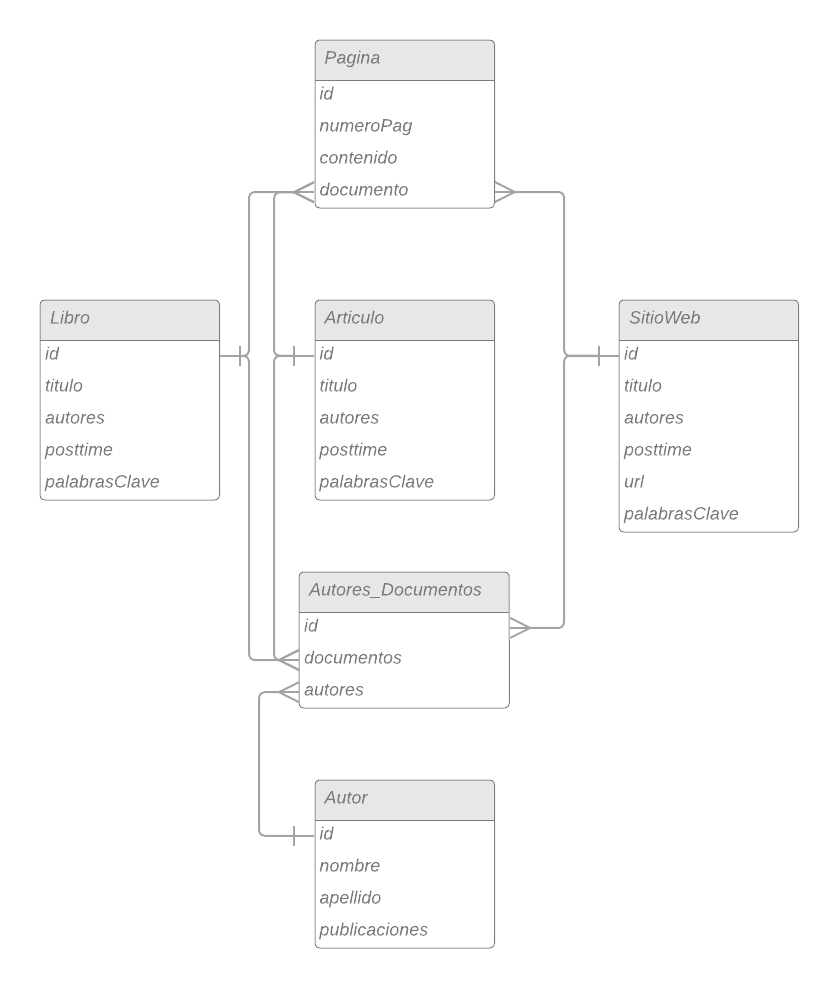 Pagina
id
numeroPag
contenido
documento
Libro
id
titulo
autores
posttime
palabrasClave
Articulo
id
titulo
autores
posttime
palabrasClave
SitioWeb
id
titulo
autores
posttime
url
palabrasClave
Autores_Documentos
id
documentos
autores
Autor
id
nombre
apellido
publicaciones